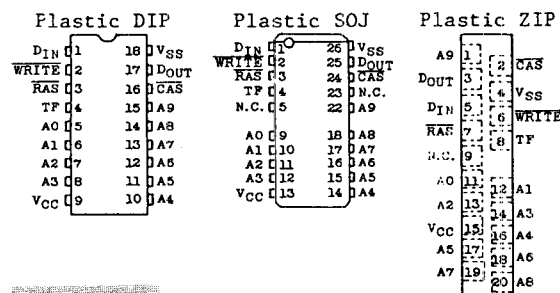 Plastic DIP Plastic SOJ Plastic ZIP
DIN 1 18 VSS
WRITE 2 17 DOUT
RAS 3 16 CAS
TF 4 15 A9
A0 5 14 A8
A1 6 13 A7
A2 7 12 A6
A3 8 11 A5
VCC 9 10 A4
DIN 1 26 VSS
WRITE 2 25 DOUT
RAS 3 24 CAS
TF 4 23 N.C.
N.C. 5 22 A9
A0 9 18 A8
A1 10 17 A7
A2 11 16 A6
A3 12 15 A5
VCC 13 14 A4
A9 1
2 CAS
DOUT 3
4 VSS
DIN 5
6 WRITE
RAS 7
8 TF
N.C. 9
A0 11
12 A1
A2 13
14 A3
VCC 15
16 A4
A5 17
18 A6
A7 19
20 A8